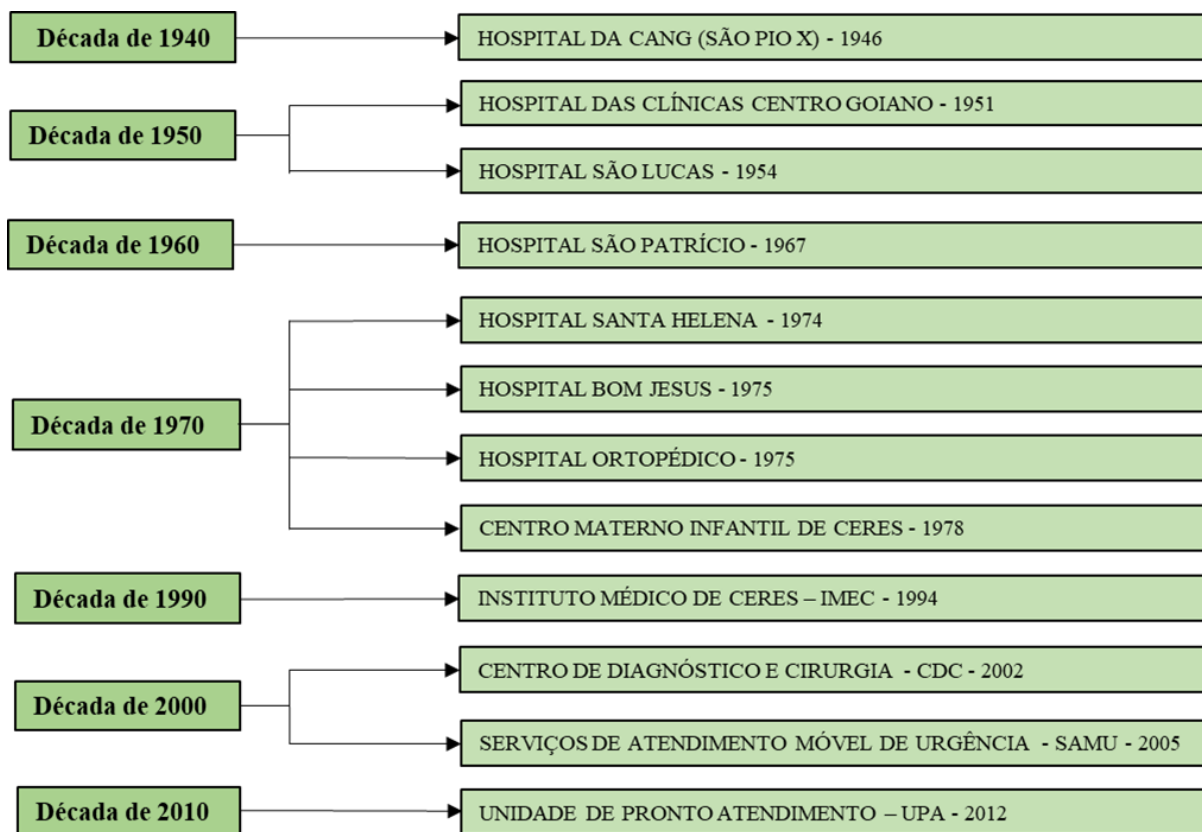 Década de 1940
HOSPITAL DA CANG (SÃO PIO X) - 1946
Década de 1950
HOSPITAL DAS CLÍNICAS CENTRO GOIANO - 1951
HOSPITAL SÃO LUCAS - 1954
Década de 1960
HOSPITAL SÃO PATRÍCIO - 1967
Década de 1970
HOSPITAL SANTA HELENA - 1974
HOSPITAL BOM JESUS - 1975
HOSPITAL ORTOPÉDICO - 1975
CENTRO MATERNO INFANTIL DE CERES - 1978
Década de 1990
INSTITUTO MÉDICO DE CERES – IMEC - 1994
Década de 2000
CENTRO DE DIAGNÓSTICO E CIRURGIA - CDC - 2002
SERVIÇOS DE ATENDIMENTO MÓVEL DE URGÊNCIA - SAMU - 2005
Década de 2010
UNIDADE DE PRONTO ATENDIMENTO – UPA - 2012